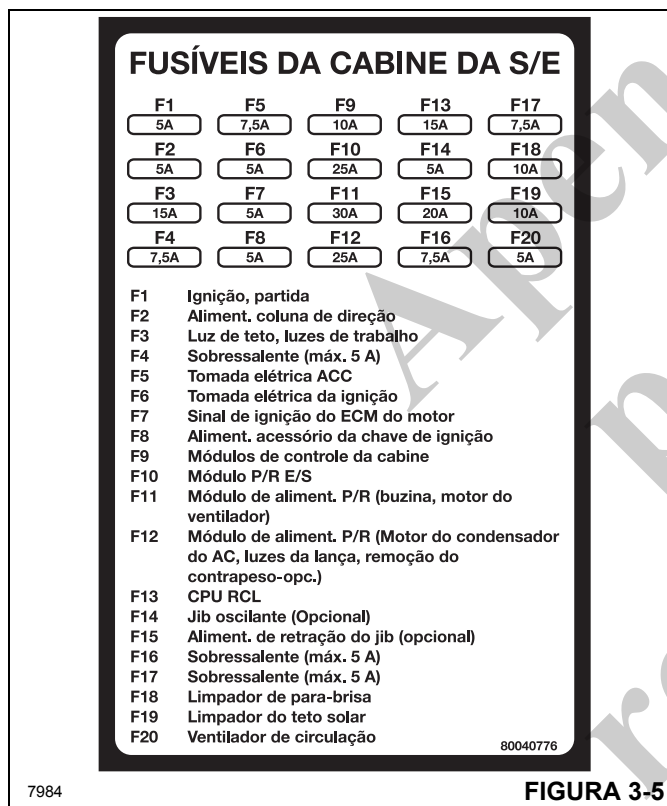 FUSÍVEIS DA CABINE DA S/E
F1 F5 F9 F13 F17
5A 7,5A 10A 15A 7,5A
F2 F6 F10 F14 F18
5A 5A 25A 5A 10A
F3 F7 F11 F15 F19
15A 5A 30A 20A 10A
F4 F8 F12 F16 F20
7,5A 5A 25A 7,5A 5A
F1 Ignição, partida
F2 Aliment. coluna de direção
F3 Luz de teto, luzes de trabalho
F4 Sobressalente (máx. 5 A)
F5 Tomada elétrica ACC
F6 Tomada elétrica da ignição
F7 Sinal de ignição do ECM do motor
F8 Aliment. acessório da chave de ignição
F9 Módulos de controle da cabine
F10 Módulo P/R E/S
F11 Módulo de aliment. P/R (buzina, motor do
ventilador)
F12 Módulo de aliment. P/R (Motor do condensador
do AC, luzes da lança, remoção do
contrapeso-opc.)
F13 CPU RCL
F14 Jib oscilante (Opcional)
F15 Aliment. de retração do jib (opcional)
F16 Sobressalente (máx. 5 A)
F17 Sobressalente (máx. 5 A)
F18 Limpador de para-brisa
F19 Limpador do teto solar
F20 Ventilador de circulação
80040776
7984 FIGURA 3-5